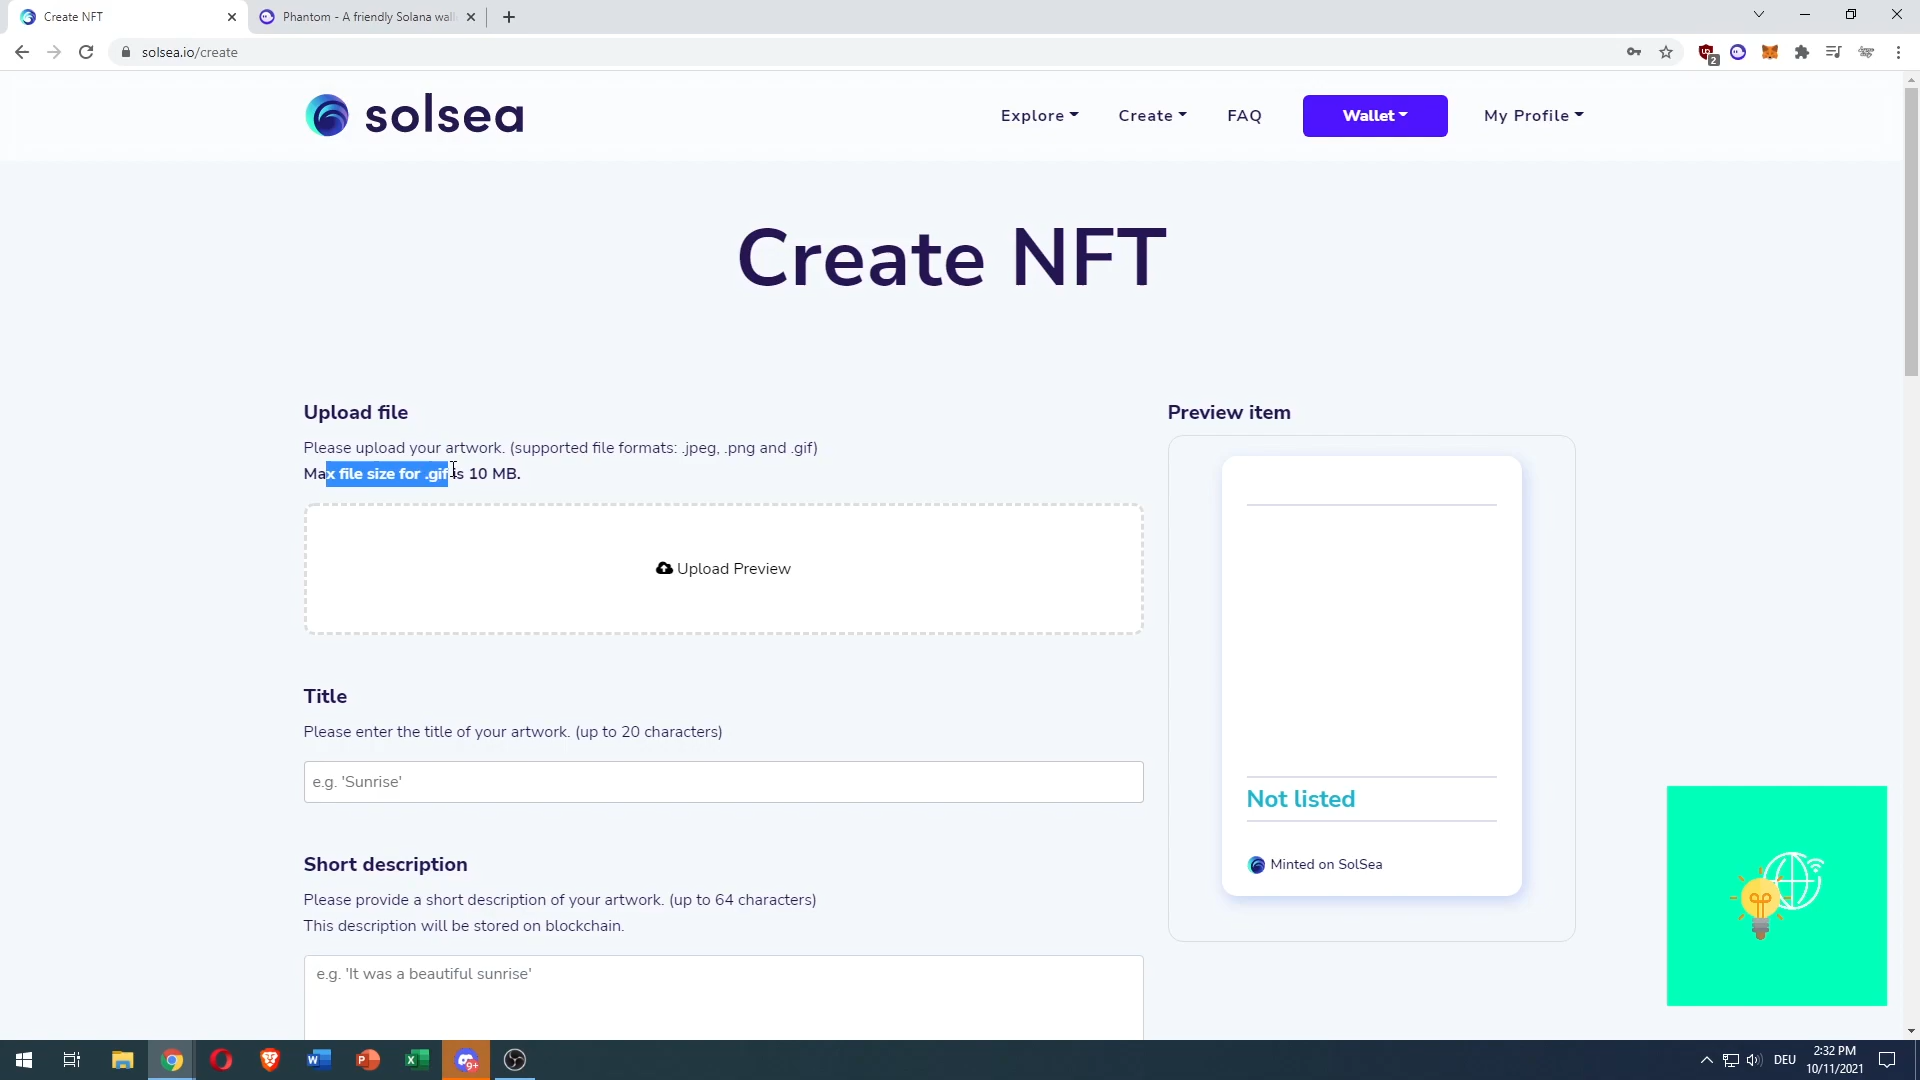 Create NFT
Phantom - A friendly Solana wall
solsea.io/create
2
solsea
Explore
Create
FAQ
Wallet
My Profile
Create NFT
Upload file
Please upload your artwork. (supported file formats: .jpeg, .png and .gif)
Max file size for .gif is 10 MB.
Upload Preview
Preview item
Not listed
Minted on SolSea
Title
Please enter the title of your artwork. (up to 20 characters)
e.g. 'Sunrise'
Short description
Please provide a short description of your artwork. (up to 64 characters)
This description will be stored on blockchain.
e.g. 'It was a beautiful sunrise'
9+
DEU
2:32 PM
10/11/2021